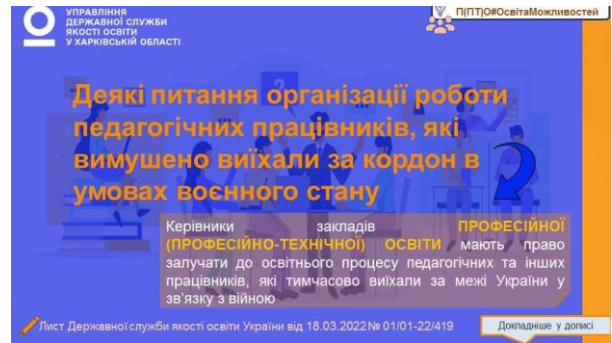 УПРАВЛІННЯ
ДЕРЖАВНОЇ СЛУЖБИ
ЯКОСТІ ОСВІТИ
У ХАРКІВСЬКІЙ ОБЛАСТІ
П(ПТ)О#ОсвітаМожливостей
Деякі питання організації роботи
педагогічних працівників, які
вимушено виїхали за кордон в
умовах воєнного стану
Керівники закладів ПРОФЕСІЙНОЇ
(ПРОФЕСІЙНО-ТЕХНІЧНОЇ) ОСВІТИ мають право
залучати до освітнього процесу педагогічних та інших
працівників, які тимчасово виїхали за межі України у
зв'язку з війною
Лист Державної служби якості освіти України від 18.03.2022 № 01/01-22/419
Докладніше у дописі